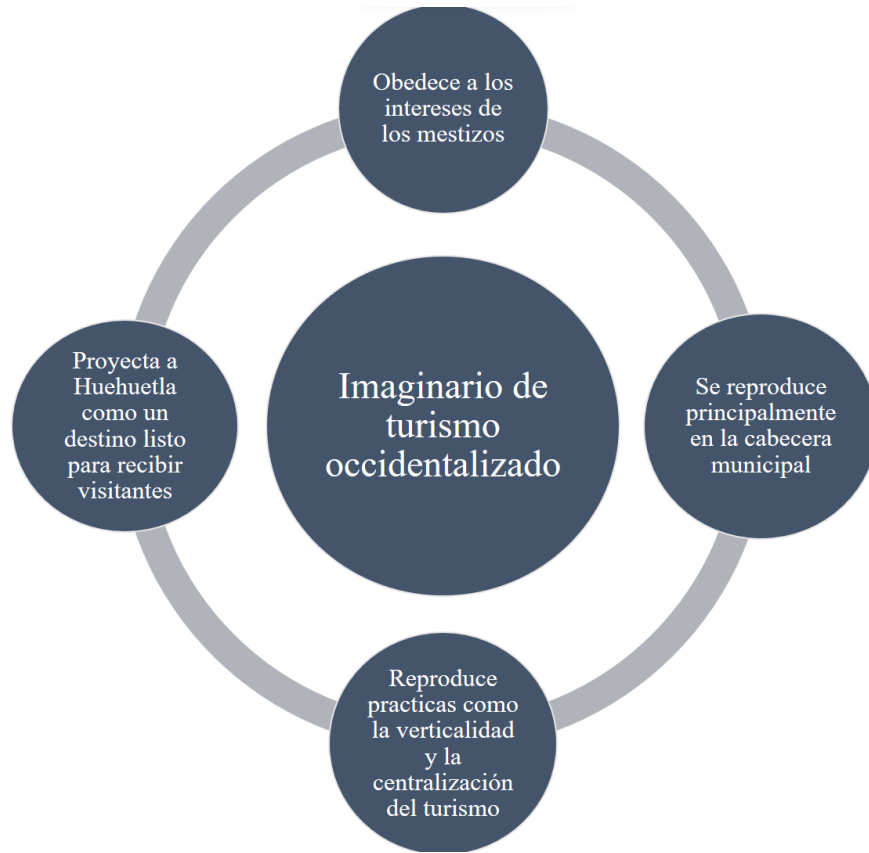 Obedece a los
intereses de
los mestizos
Imaginario de
turismo
occidentalizado
Proyecta a
Huehuetla
como un
destino listo
para recibir
visitantes
Se reproduce
principalmente
en la cabecera
municipal
Reproduce
practicas como
la verticalidad
y la
centralización
del turismo